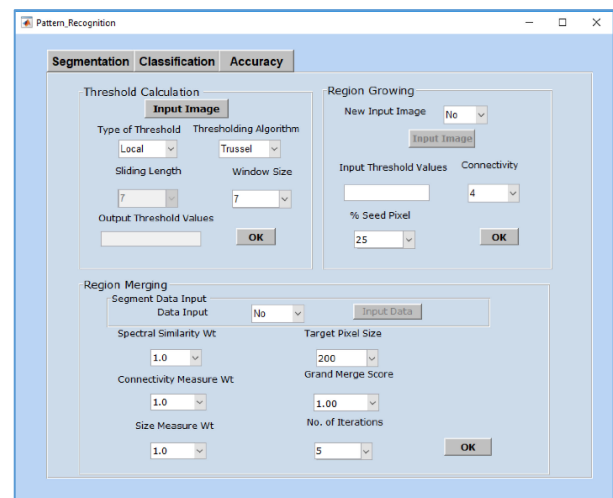 Pattern_Recognition
Segmentation Classification Accuracy
Threshold Calculation
Input Image
Type of Threshold Thresholding Algorithm
Local Trussel
Sliding Length Window Size
7 7
Output Threshold Values
OK
Region Growing
New Input Image No
Input Image
Input Threshold Values Connectivity
4
% Seed Pixel
25 OK
Region Merging
Segment Data Input
Data Input No Input Data
Spectral Similarity Wt Target Pixel Size
1.0 200
Connectivity Measure Wt Grand Merge Score
1.0 1.00
Size Measure Wt No. of Iterations
1.0 5 OK